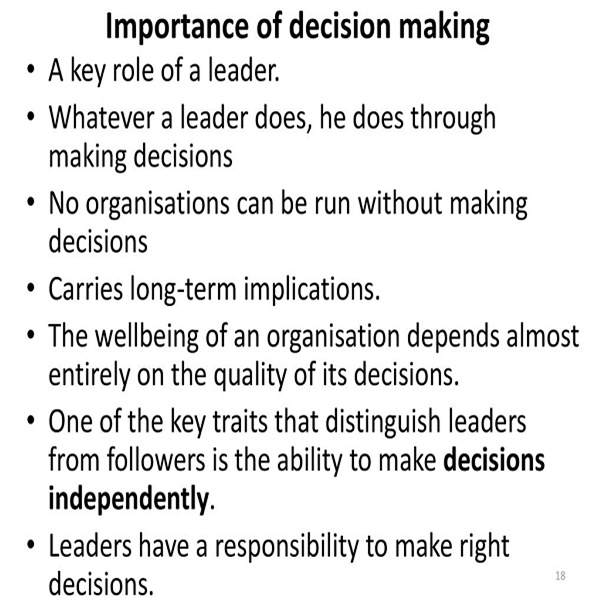 Importance of decision making
• A key role of a leader.
• Whatever a leader does, he does through
making decisions
• No organisations can be run without making
decisions
• Carries long-term implications.
• The wellbeing of an organisation depends almost
entirely on the quality of its decisions.
• One of the key traits that distinguish leaders
from followers is the ability to make decisions
independently.
• Leaders have a responsibility to make right
decisions.
18